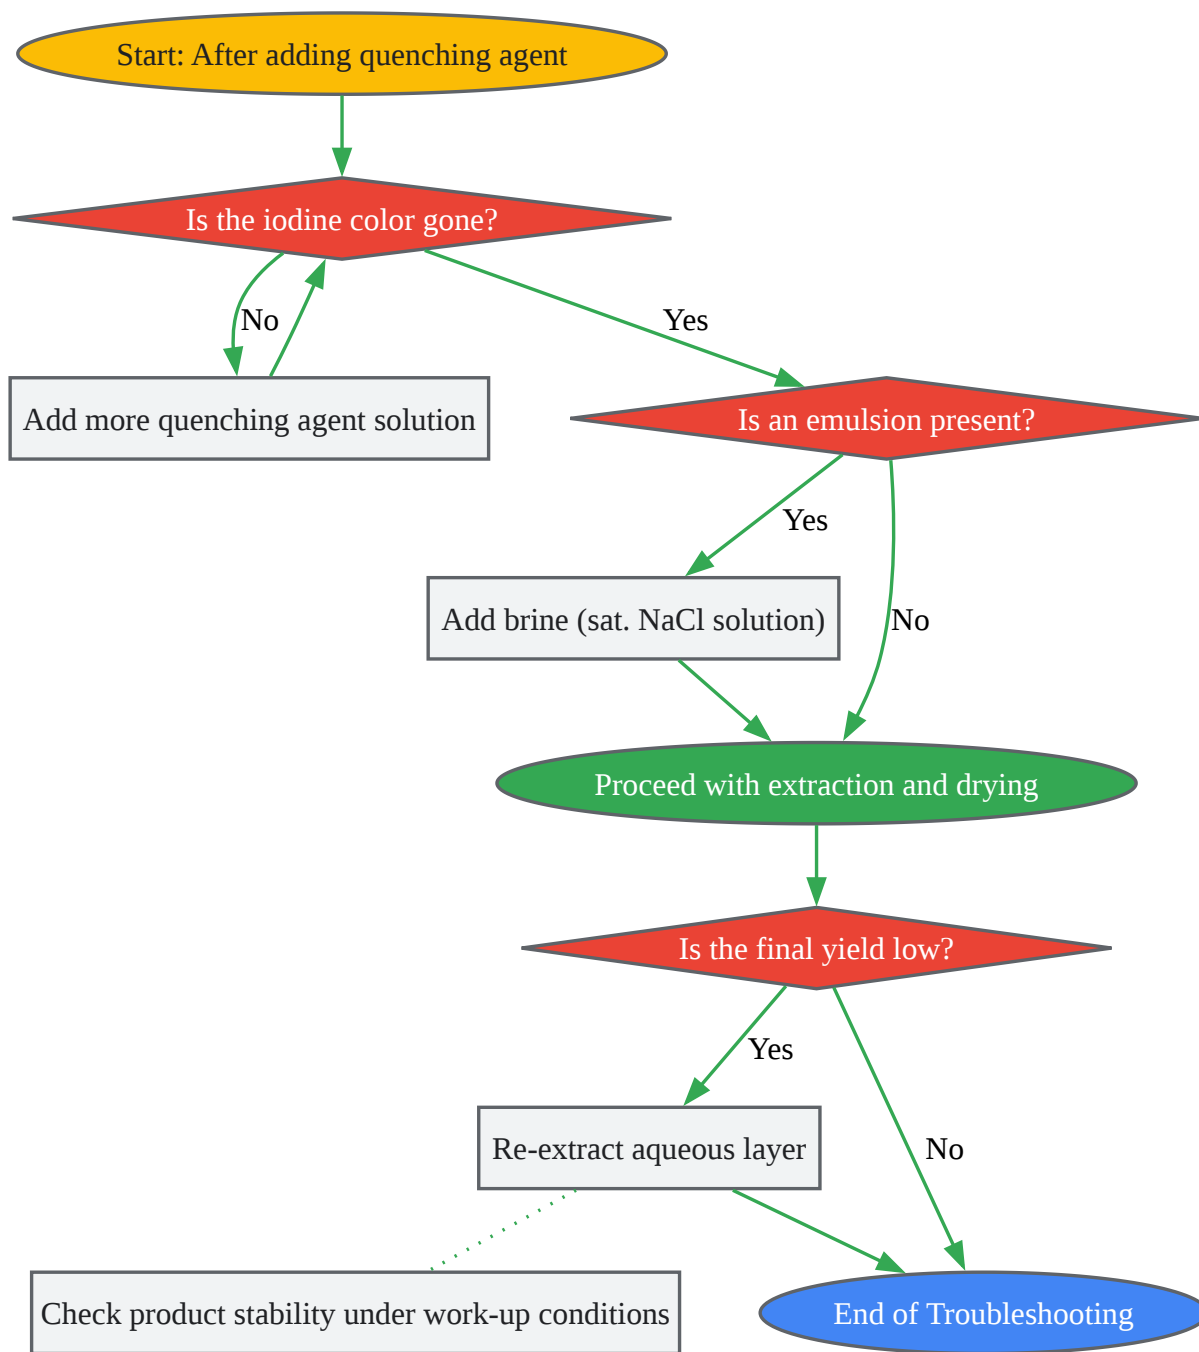 Start: After adding quenching agent
Is the iodine color gone?
No
Yes
Add more quenching agent solution
Is an emulsion present?
Yes
Add brine (sat. NaCl solution)
No
Proceed with extraction and drying
Is the final yield low?
Yes
Re-extract aqueous layer
No
Check product stability under work-up conditions
End of Troubleshooting